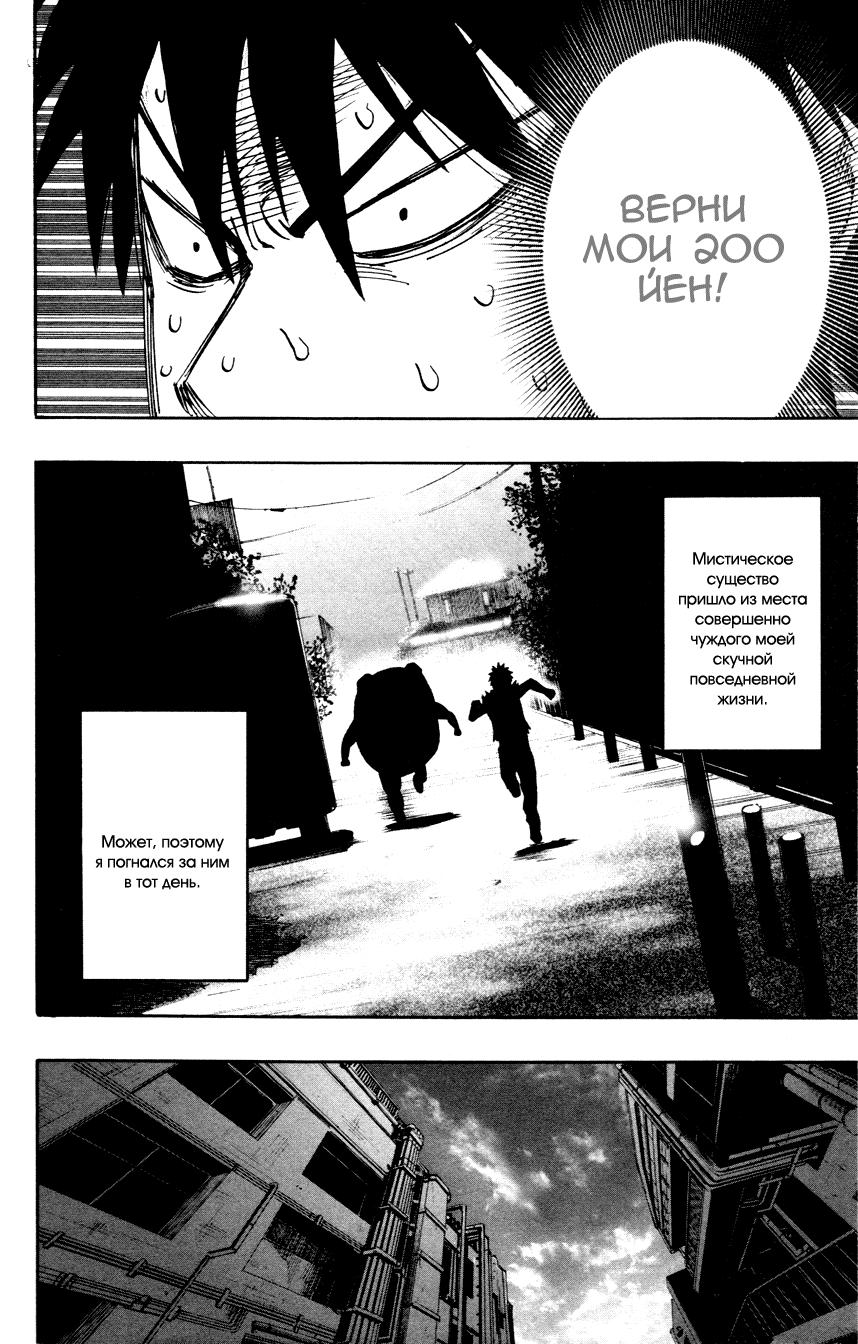 ВЕРНИ
МОИ 200
ЙЕН!
Мистическое
существо
пришло из места
совершенно
чуждого моей
скучной
повседневной
жизни.
Может, поэтому
я погнался за ним
в тот день.